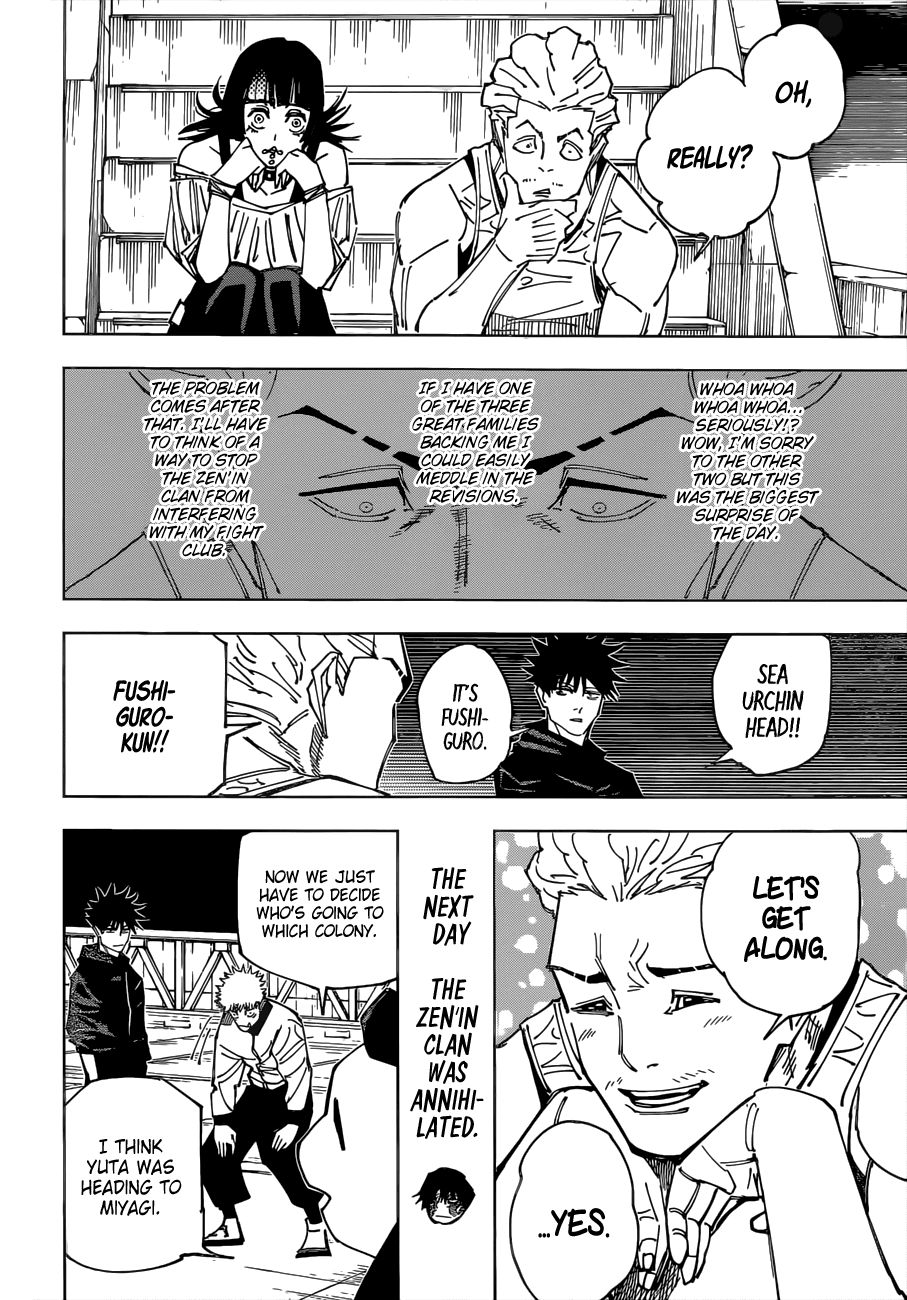 OH,
REALLY?
WHOA WHOA
WHOA WHOA...
SERIOUSLY!?
WOW, I'M SORRY
TO THE OTHER
TWO BUT THIS
WAS THE BIGGEST
SURPRISE OF
THE DAY.
IF I HAVE ONE
OF THE THREE
GREAT FAMILIES
BACKING ME I
COULD EASILY
MEDDLE IN THE
REVISIONS.
THE PROBLEM
COMES AFTER
THAT. I'LL HAVE
TO THINK OF A
WAY TO STOP
THE ZEN'IN
CLAN FROM
INTERFERING
WITH MY FIGHT
CLUB.
SEA
URCHIN
HEAD!!
IT'S
FUSHI-
GURO.
FUSHI-
GURO-
KUN!!
LET'S
GET
ALONG.
...YES.
THE
NEXT
DAY
THE
ZEN'IN
CLAN
WAS
ANNIHI-
LATED.
NOW WE JUST
HAVE TO DECIDE
WHO'S GOING TO
WHICH COLONY.
I THINK
YUTA WAS
HEADING TO
MIYAGI.